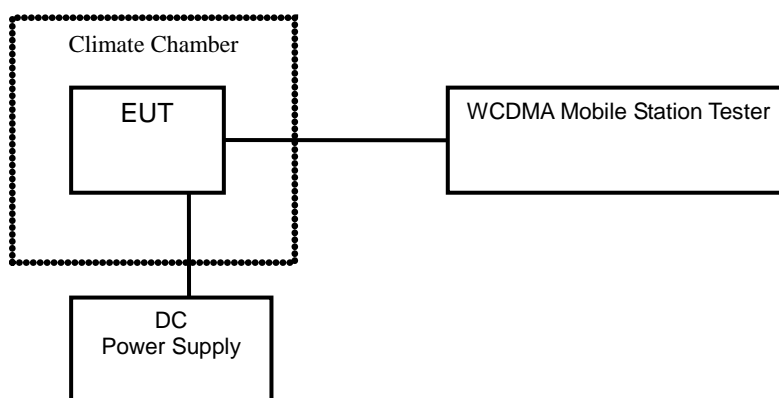 Climate Chamber
EUT
WCDMA Mobile Station Tester
DC
Power Supply